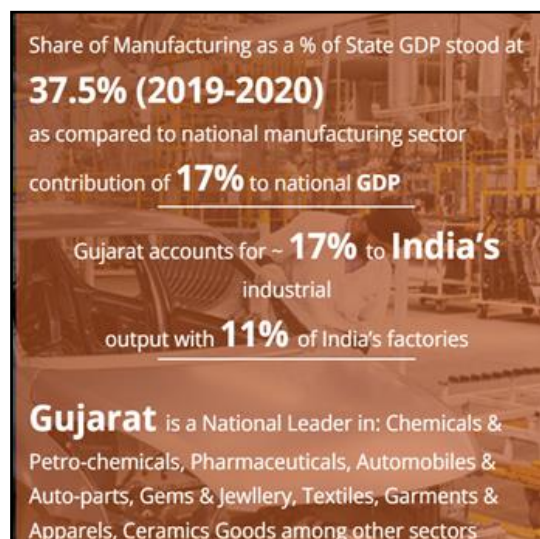 Share of Manufacturing as a % of State GDP stood at
37.5% (2019-2020)
as compared to national manufacturing sector
contribution of 17% to national GDP
Gujarat accounts for ~ 17% to India's
industrial
output with 11% of India's factories
Gujarat is a National Leader in: Chemicals &
Petro-chemicals, Pharmaceuticals, Automobiles &
Auto-parts, Gems & Jewllery, Textiles, Garments &
Apparels, Ceramics Goods among other sectors